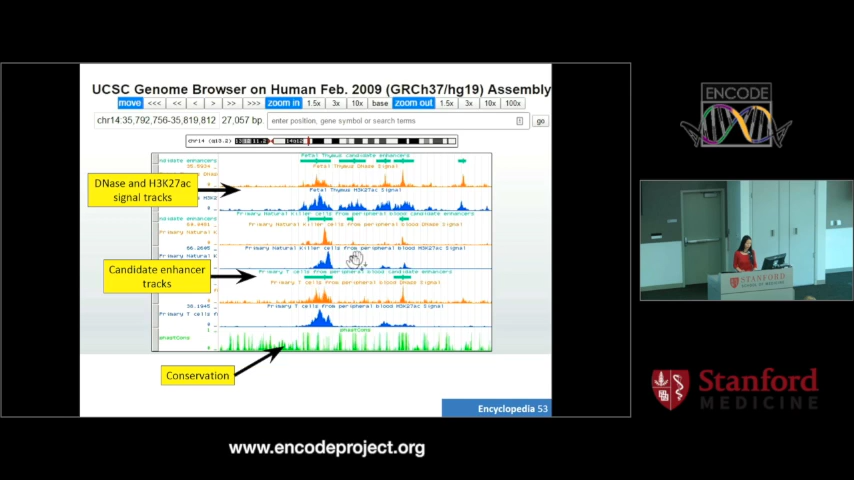 UCSC Genome Browser on Human Feb. 2009 (GRCh37/hg19) Assembly
move <<< << < > >> >>> zoom in 1.5x 3x 10x base zoom out 1.5x 3x 10x 100x
chr14:35,792,756-35,819,812 27,057 bp. enter position, gene symbol or search terms go
Fetal Thymus candidate enhancers
Fetal Thymus DNase Signal
DNase and H3K27ac
signal tracks
Fetal Thymus H3K27ac Signal
Primary Natural Killer cells from peripheral blood candidate enhancers
Primary Natural Killer cells from peripheral blood DNase Signal
Primary Natural Killer cells from peripheral blood H3K27ac Signal
Candidate enhancer
tracks
Primary T cells from peripheral blood candidate enhancers
Primary T cells from peripheral blood DNase Signal
Primary T cells from peripheral blood H3K27ac Signal
PhastCons
Conservation
Encyclopedia 53
ENCODE
STANFORD
SCHOOL OF MEDICINE
Stanford
MEDICINE
www.encodeproject.org